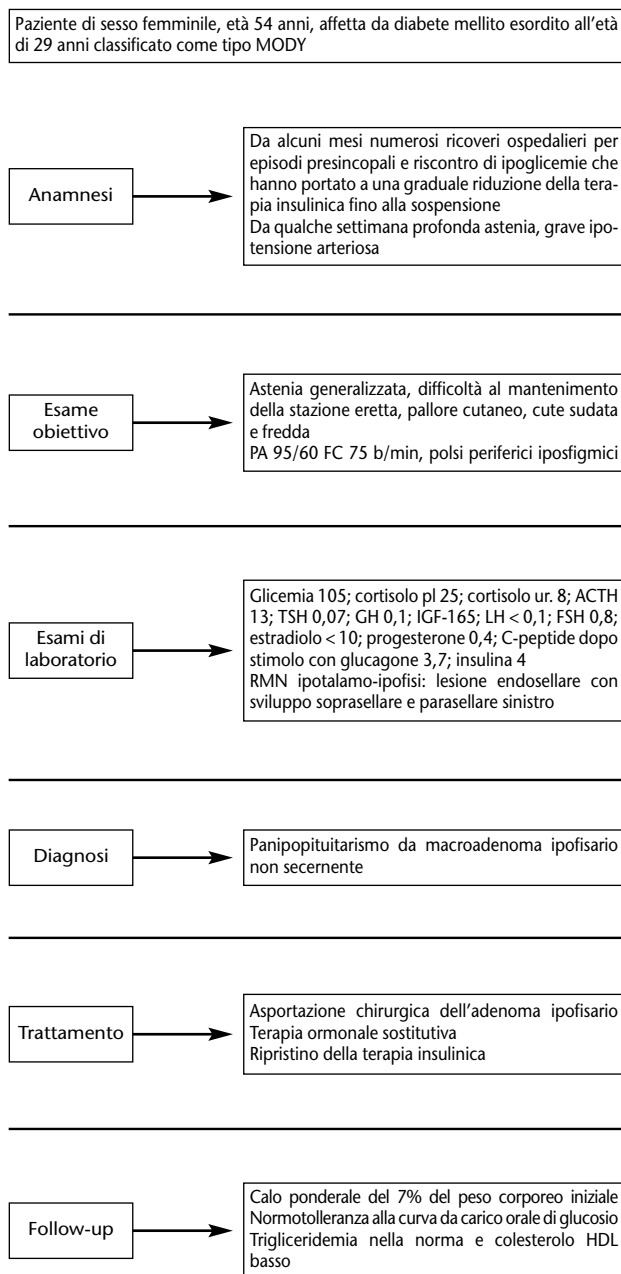 Paziente di sesso femminile, età 54 anni, affetta da diabete mellito esordito all'età
di 29 anni classificato come tipo MODY
Anamnesi
Da alcuni mesi numerosi ricoveri ospedalieri per
episodi presincopali e riscontro di ipoglicemie che
hanno portato a una graduale riduzione della tera-
pia insulinica fino alla sospensione
Da qualche settimana profonda astenia, grave ipo-
tensione arteriosa
Esame
obiettivo
Astenia generalizzata, difficoltà al mantenimento
della stazione eretta, pallore cutaneo, cute sudata
e fredda
PA 95/60 FC 75 b/min, polsi periferici iposfigmici
Esami di
laboratorio
Glicemia 105; cortisolo pl 25; cortisolo ur. 8; ACTH
13; TSH 0,07; GH 0,1; IGF-165; LH < 0,1; FSH 0,8;
estradiolo < 10; progesterone 0,4; C-peptide dopo
stimolo con glucagone 3,7; insulina 4
RMN ipotalamo-ipofisi: lesione endosellare con
sviluppo soprasellare e parasellare sinistro
Diagnosi
Panipopituitarismo da macroadenoma ipofisario
non secernente
Trattamento
Asportazione chirurgica dell'adenoma ipofisario
Terapia ormonale sostitutiva
Ripristino della terapia insulinica
Follow-up
Calo ponderale del 7% del peso corporeo iniziale
Normotolleranza alla curva da carico orale di glucosio
Trigliceridemia nella norma e colesterolo HDL
basso